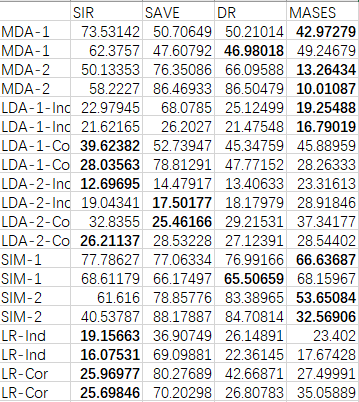 SIR SAVE DR MASES
MDA-1 73.53142 50.70649 50.21014 42.97279
MDA-1 62.3757 47.60792 46.98018 49.24679
MDA-2 50.13353 76.35086 66.09588 13.26434
MDA-2 58.2227 86.46933 86.50479 10.01087
LDA-1-Ind 22.97945 68.0785 25.12499 19.25488
LDA-1-Ind 21.62165 26.2027 21.47548 16.79019
LDA-1-Co 39.62382 52.73947 45.34759 45.88959
LDA-1-Co 28.03563 78.81291 47.77152 28.26333
LDA-2-Ind 12.69695 14.47917 13.40633 23.31613
LDA-2-Ind 19.04341 17.50177 18.17979 28.91846
LDA-2-Co 32.8355 25.46166 29.21531 37.34177
LDA-2-Co 26.21137 28.53228 27.12391 28.54402
SIM-1 77.78627 77.06334 76.99166 66.63687
SIM-1 68.61179 66.17497 65.50659 68.15967
SIM-2 61.616 78.85776 83.38965 53.65084
SIM-2 40.53787 88.17887 84.70814 32.56906
LR-Ind 19.15663 36.90749 26.14891 23.402
LR-Ind 16.07531 69.09881 22.36145 17.67428
LR-Cor 25.96977 80.27689 42.66871 27.49991
LR-Cor 25.69846 70.20298 26.80783 35.05889